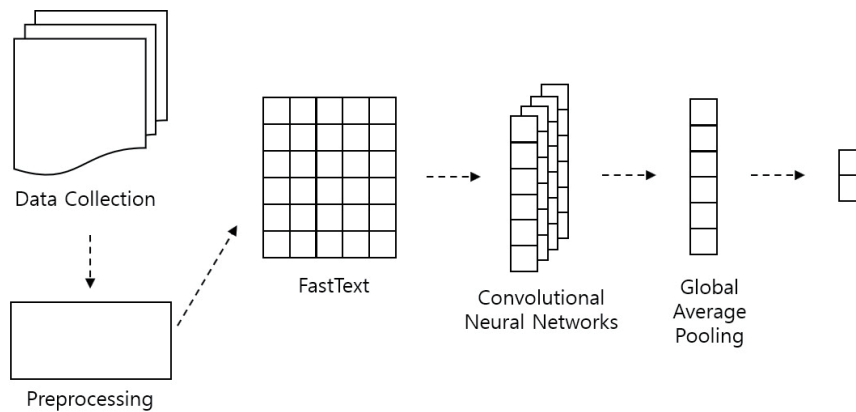 Data Collection
Preprocessing
FastText
Convolutional
Neural Networks
Global
Average
Pooling